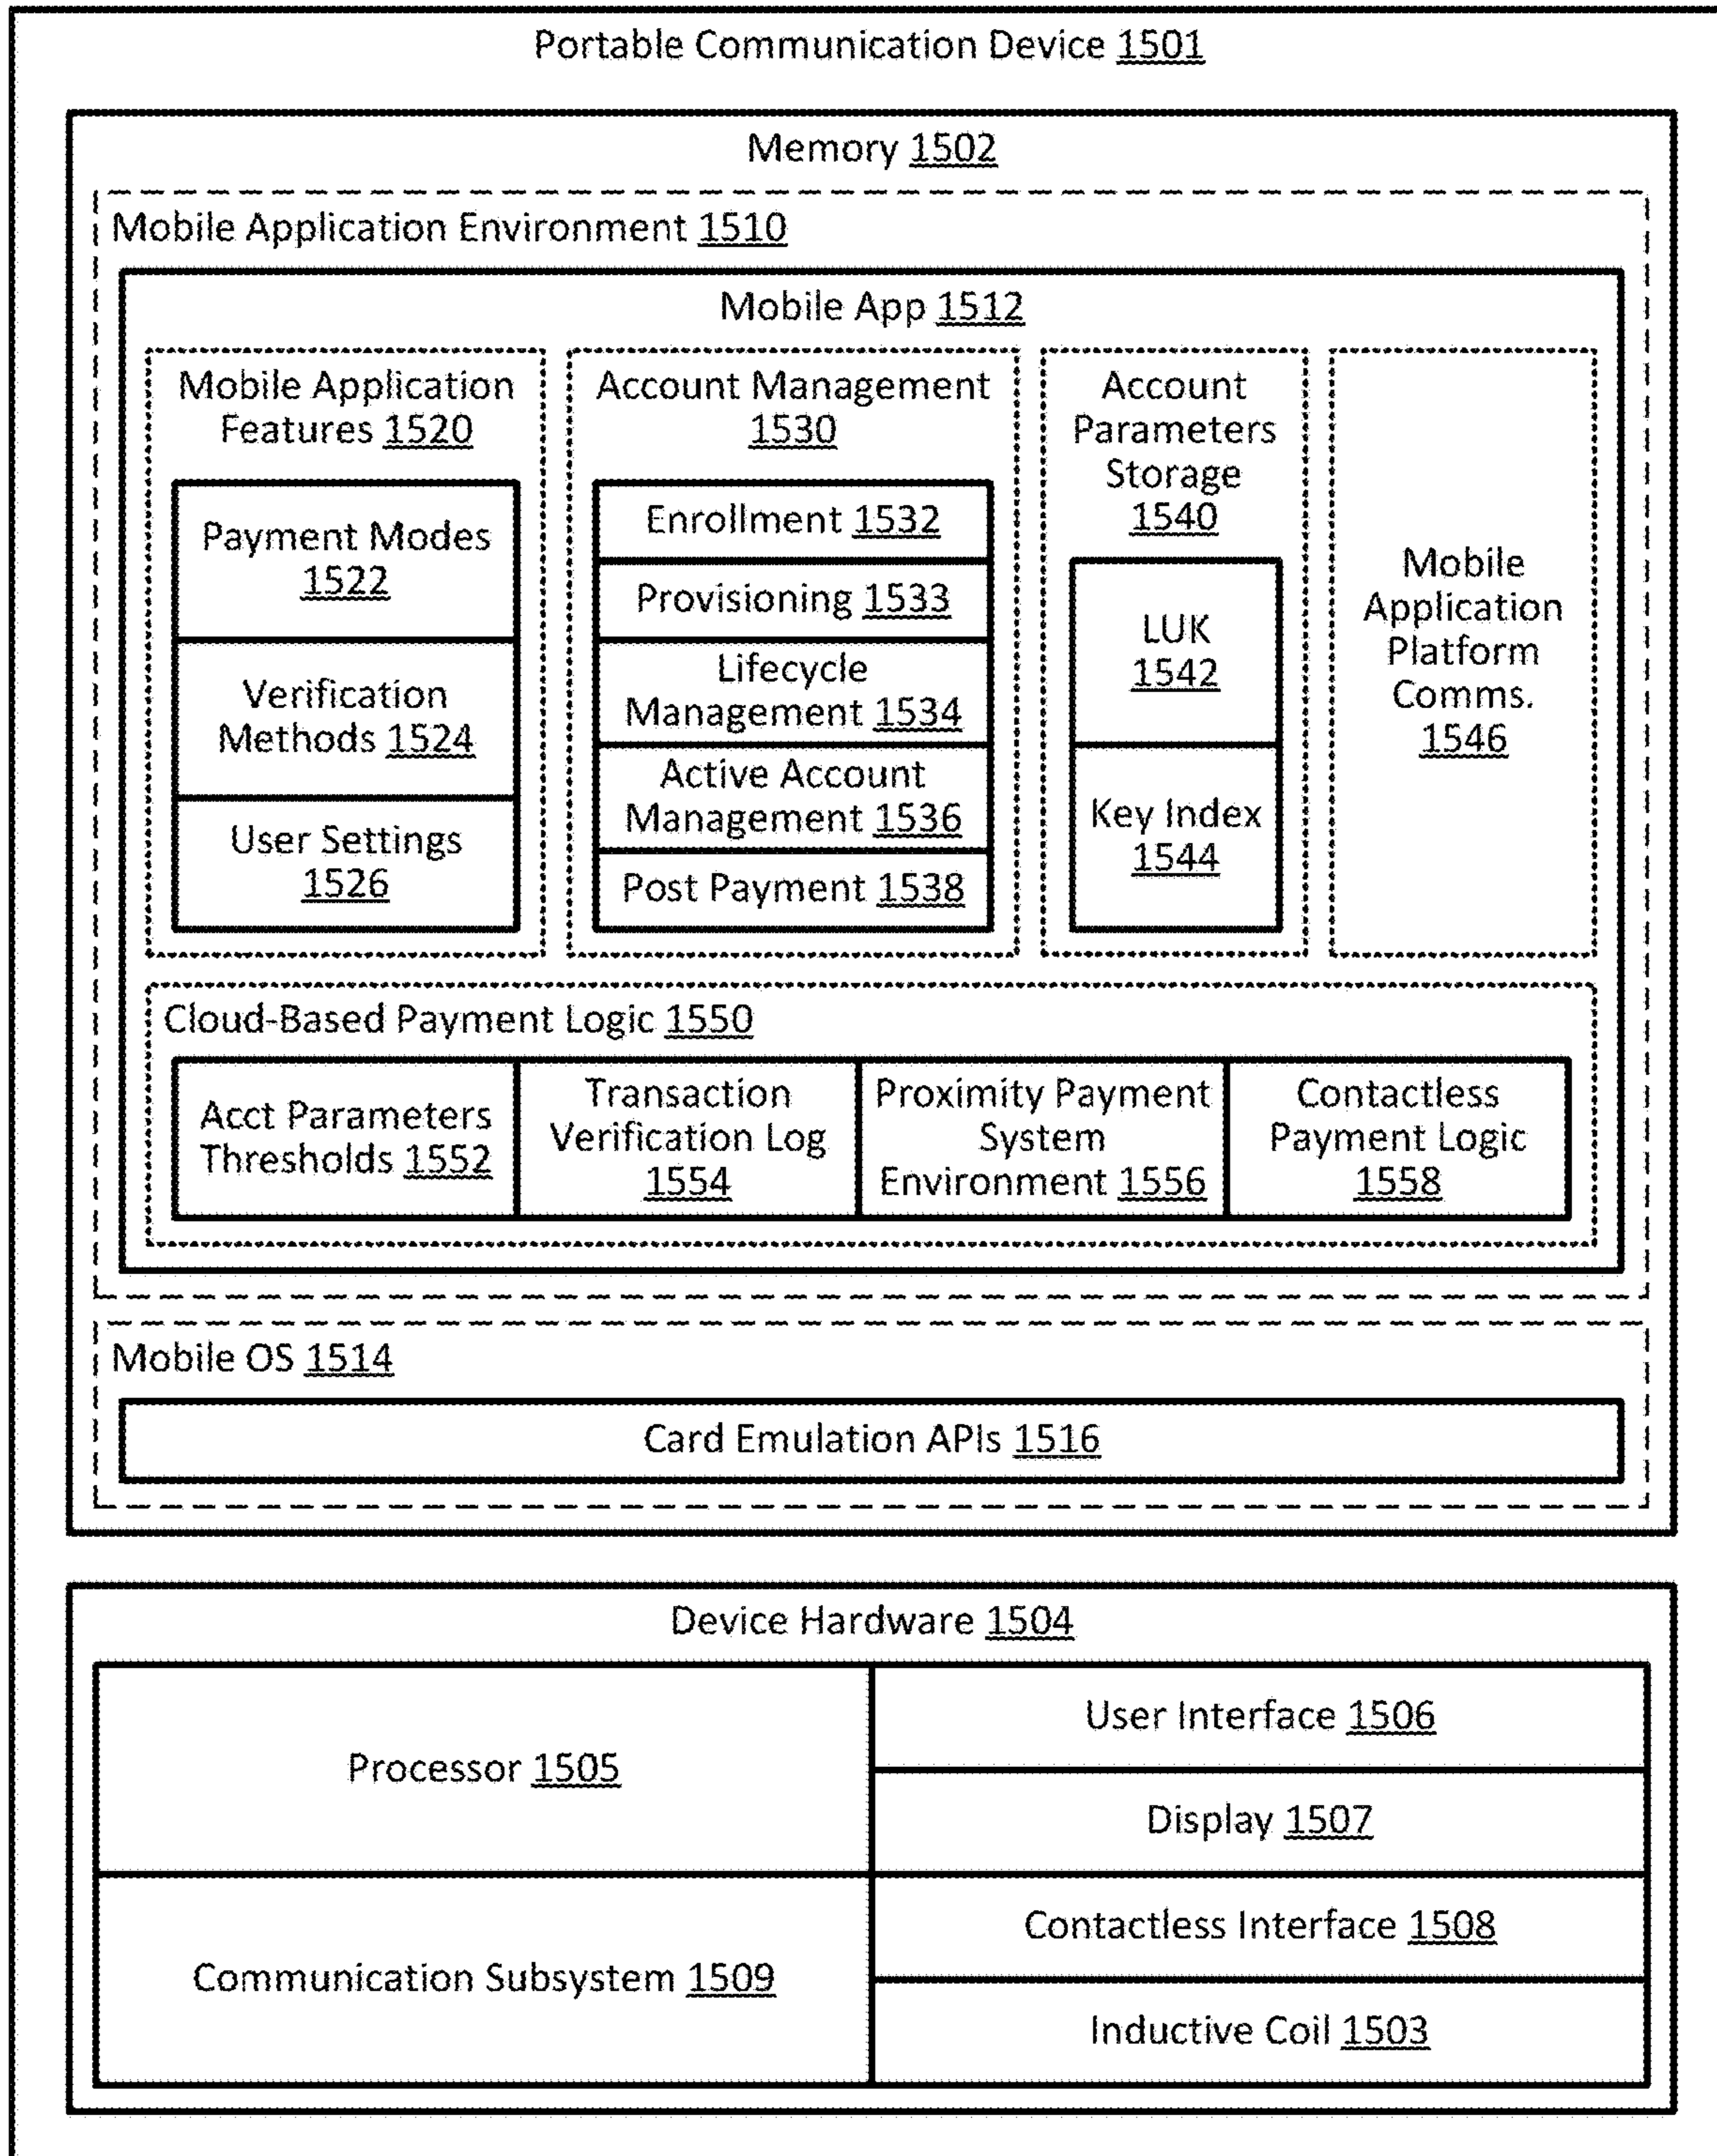 Portable Communication Device 1501
Memory 1502
Mobile Application Environment 1510
Mobile App 1512
Mobile Application
Features 1520
Payment Modes
1522
Verification
Methods 1524
User Settings
1526
Account Management
1530
Enrollment 1532
Provisioning 1533
Lifecycle
Management 1534
Active Account
Management 1536
Post Payment 1538
Account
Parameters
Storage
1540
LUK
1542
Key Index
1544
Mobile
Application
Platform
Comms.
1546
Cloud-Based Payment Logic 1550
Acct Parameters
Thresholds 1552
Transaction
Verification Log
1554
Proximity Payment
System
Environment 1556
Contactless
Payment Logic
1558
Mobile OS 1514
Card Emulation APIs 1516
Device Hardware 1504
Processor 1505
User Interface 1506
Display 1507
Communication Subsystem 1509
Contactless Interface 1508
Inductive Coil 1503